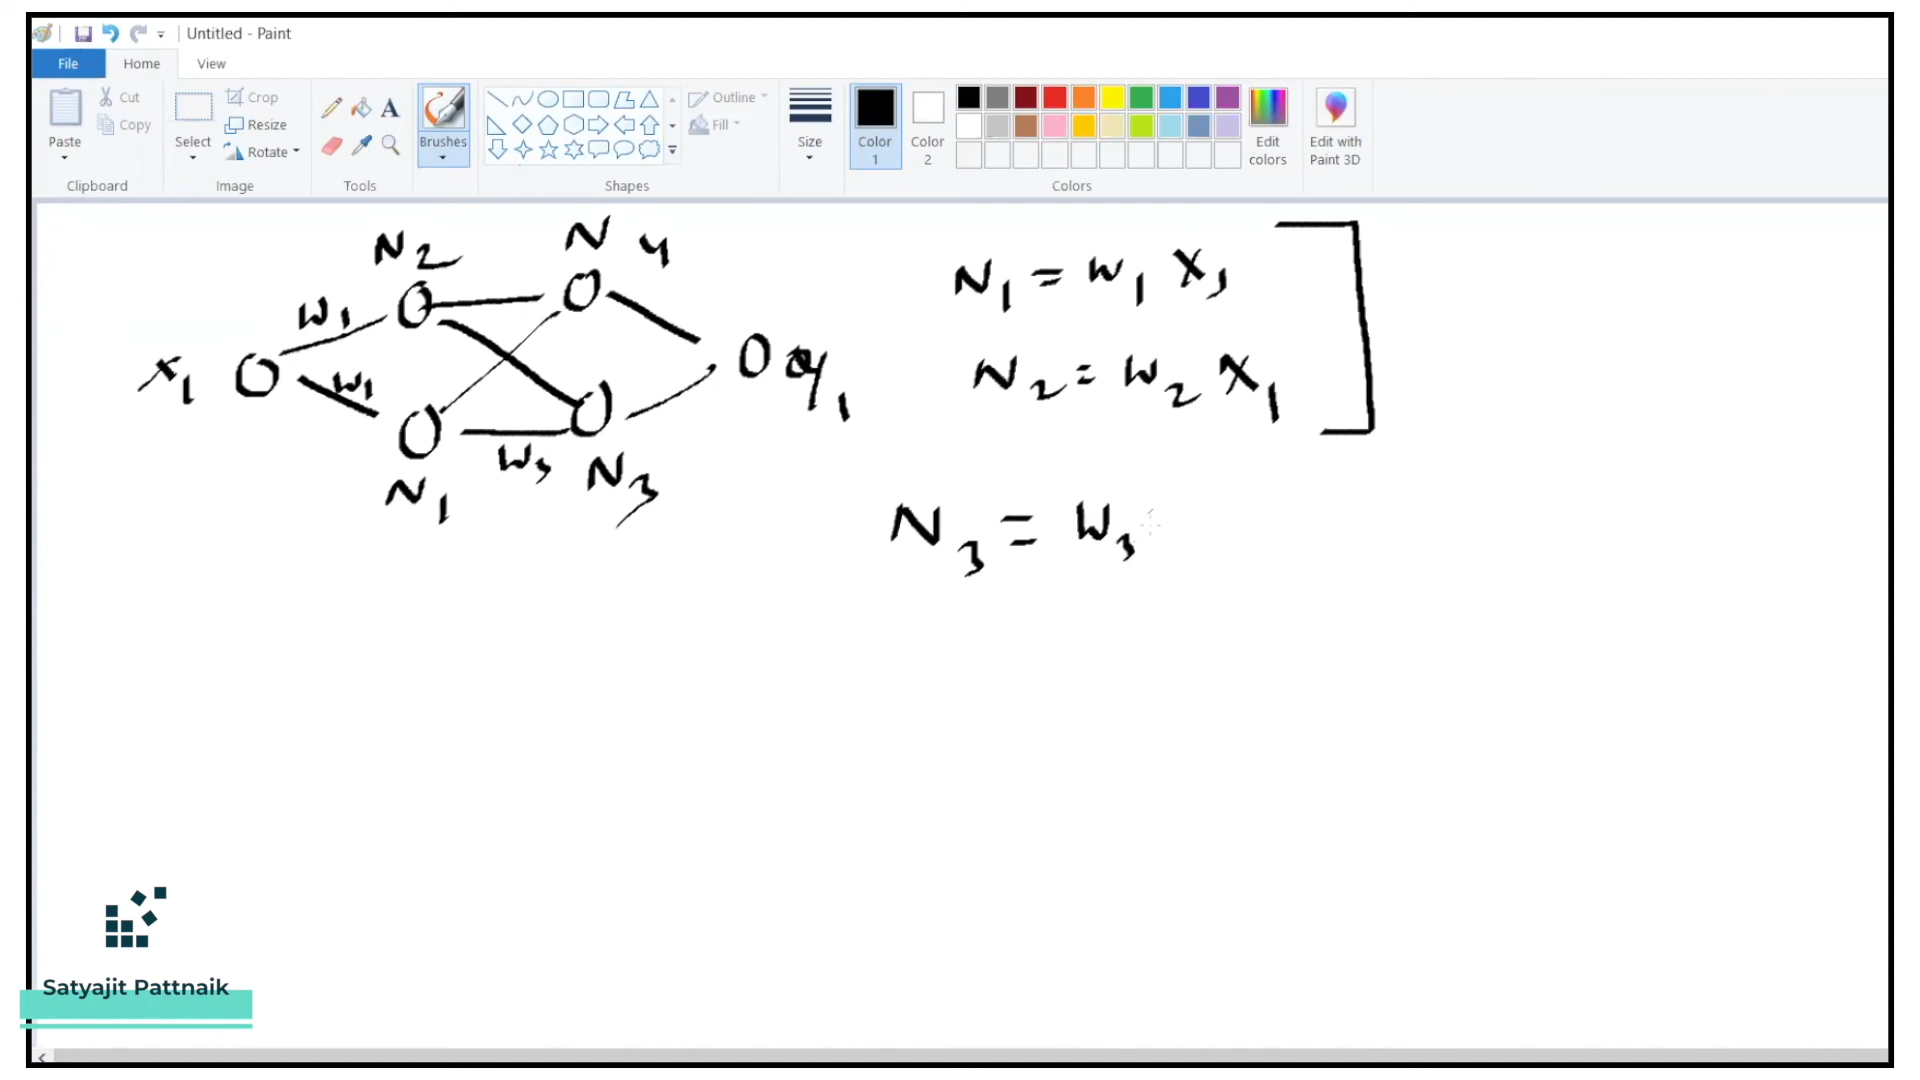 Untitled - Paint
File Home View
Paste
Cut
Copy
Clipboard
Select
Crop
Resize
Rotate
Image
A
Tools
Brushes
Shapes
Outline
Fill
Size
Color 1
Color 2
Colors
Edit colors
Edit with Paint 3D
N2
N4
W1
X1
W1
y1
W3
N1
N3
N1 = W1 X1
N2 = W2 X1
N3 = W3
Satyajit Pattnaik